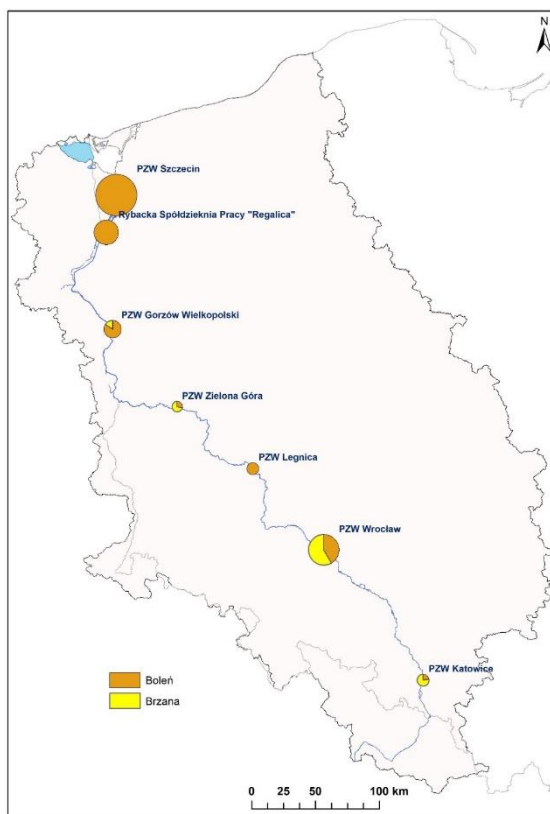 N
PZW Szczecin
Rybacka Spółdzieknia Pracy "Regalica"
PZW Gorzów Wielkopolski
PZW Zielona Góra
PZW Legnica
PZW Wrocław
PZW Katowice
Boleń
Brzana
0 25 50 100 km